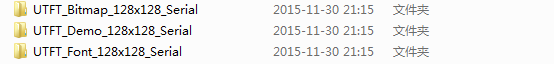 UTFT_Bitmap_128x128_Serial 2015-11-30 21:15 文件夹
UTFT_Demo_128x128_Serial 2015-11-30 21:15 文件夹
UTFT_Font_128x128_Serial 2015-11-30 21:15 文件夹